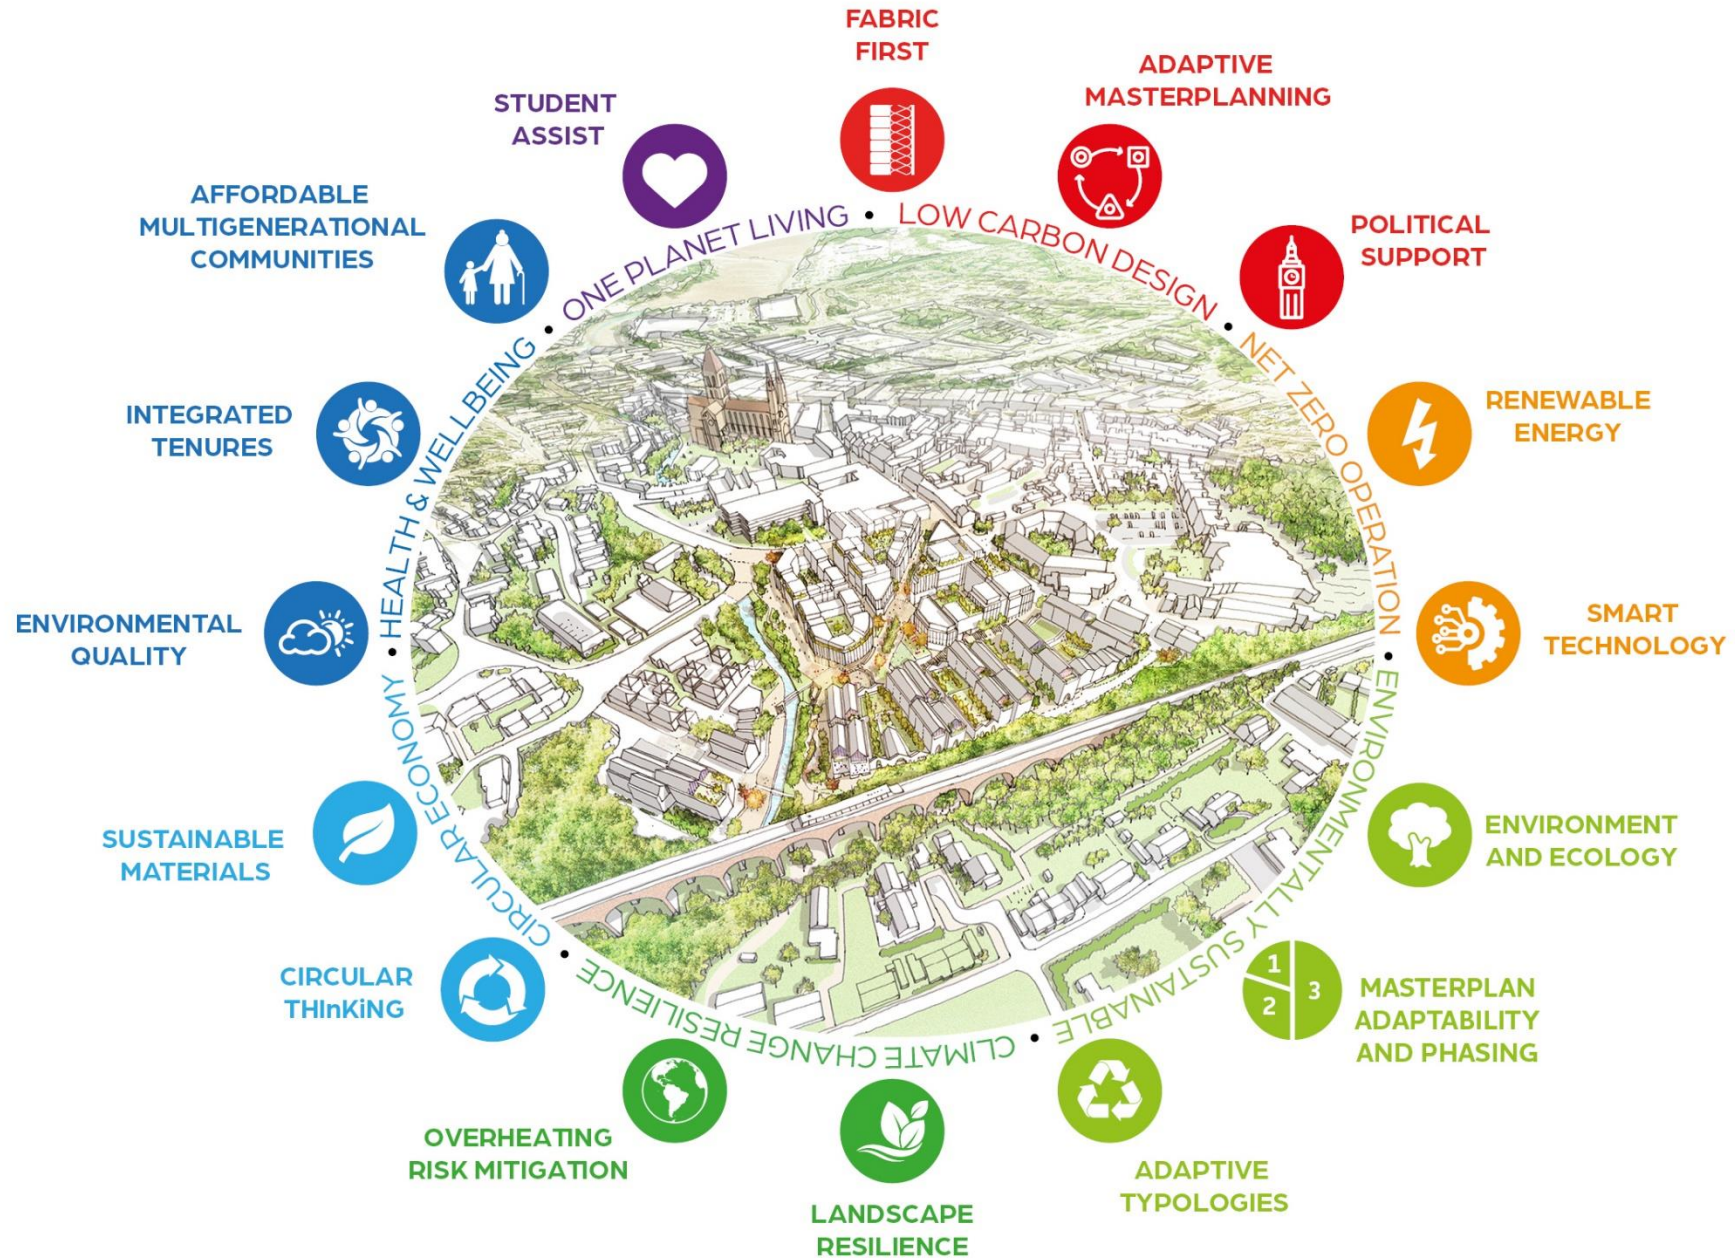 FABRIC
FIRST
ADAPTIVE
MASTERPLANNING
POLITICAL
SUPPORT
RENEWABLE
ENERGY
SMART
TECHNOLOGY
ENVIRONMENT
AND ECOLOGY
1
2
3
MASTERPLAN
ADAPTABILITY
AND PHASING
ADAPTIVE
TYPOLOGIES
LANDSCAPE
RESILIENCE
OVERHEATING
RISK MITIGATION
CIRCULAR
THInKiNG
SUSTAINABLE
MATERIALS
ENVIRONMENTAL
QUALITY
INTEGRATED
TENURES
AFFORDABLE
MULTIGENERATIONAL
COMMUNITIES
STUDENT
ASSIST
LOW CARBON DESIGN
NET ZERO OPERATION
ENVIRONMENTALLY SUSTAINABLE
CLIMATE CHANGE RESILIENCE
CIRCULAR ECONOMY
HEALTH & WELLBEING
ONE PLANET LIVING